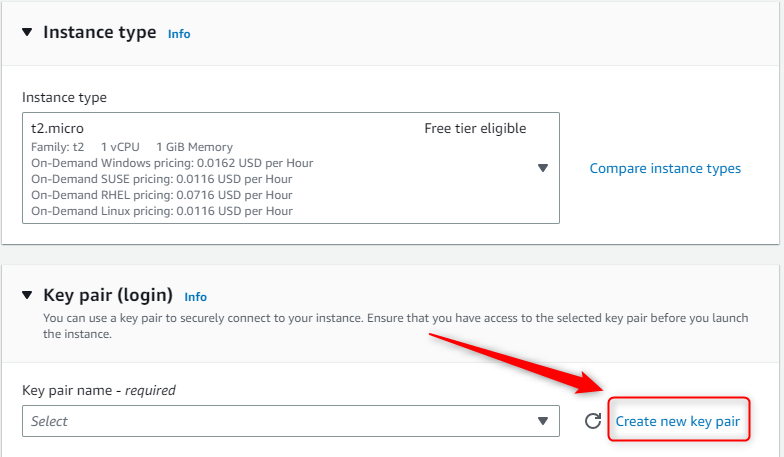 Instance type Info
Instance type
t2.micro Free tier eligible
Family: t2 1 vCPU 1 GiB Memory
On-Demand Windows pricing: 0.0162 USD per Hour
On-Demand SUSE pricing: 0.0116 USD per Hour
On-Demand RHEL pricing: 0.0716 USD per Hour
On-Demand Linux pricing: 0.0116 USD per Hour
Compare instance types
Key pair (login) Info
You can use a key pair to securely connect to your instance. Ensure that you have access to the selected key pair before you launch
the instance.
Key pair name - required
Select
Create new key pair